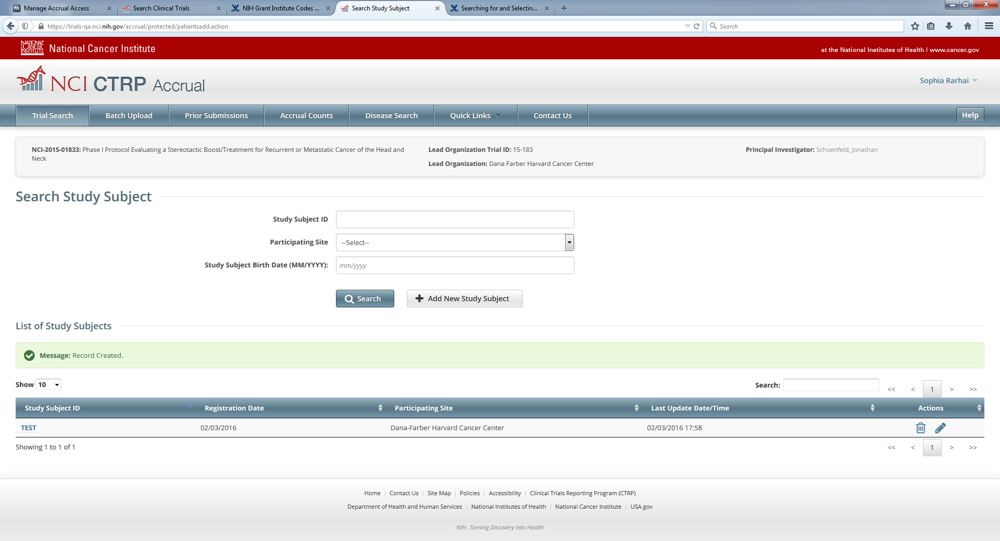 Manage Accrual Access
Search Clinical Trials
NIH Grant Institute Codes ...
Search Study Subject
Searching for and Selectin...
https://trials-qa.nci.nih.gov/accrual/protected/patientsadd.action
Search
NATIONAL CANCER INSTITUTE
National Cancer Institute
at the National Institutes of Health | www.cancer.gov
NCI CTRP Accrual
Sophia Rarhai
Trial Search
Batch Upload
Prior Submissions
Accrual Counts
Disease Search
Quick Links
Contact Us
Help
NCI-2015-01833: Phase I Protocol Evaluating a Stereotactic Boost/Treatment for Recurrent or Metastatic Cancer of the Head and
Neck
Lead Organization Trial ID: 15-183
Lead Organization: Dana-Farber Harvard Cancer Center
Principal Investigator: Schoenfeld, Jonathan
Search Study Subject
Study Subject ID
Participating Site
--Select--
Study Subject Birth Date (MM/YYYY):
mm/yyyy
Search
Add New Study Subject
List of Study Subjects
Message: Record Created.
Show 10
Search:
<< < 1 > >>
Study Subject ID Registration Date Participating Site Last Update Date/Time Actions
TEST 02/03/2016 Dana-Farber Harvard Cancer Center 02/03/2016 17:58
Showing 1 to 1 of 1
<< < 1 > >>
Home | Contact Us | Site Map | Policies | Accessibility | Clinical Trials Reporting Program (CTRP)
Department of Health and Human Services | National Institutes of Health | National Cancer Institute | USA.gov
NIH...Turning Discovery Into Health